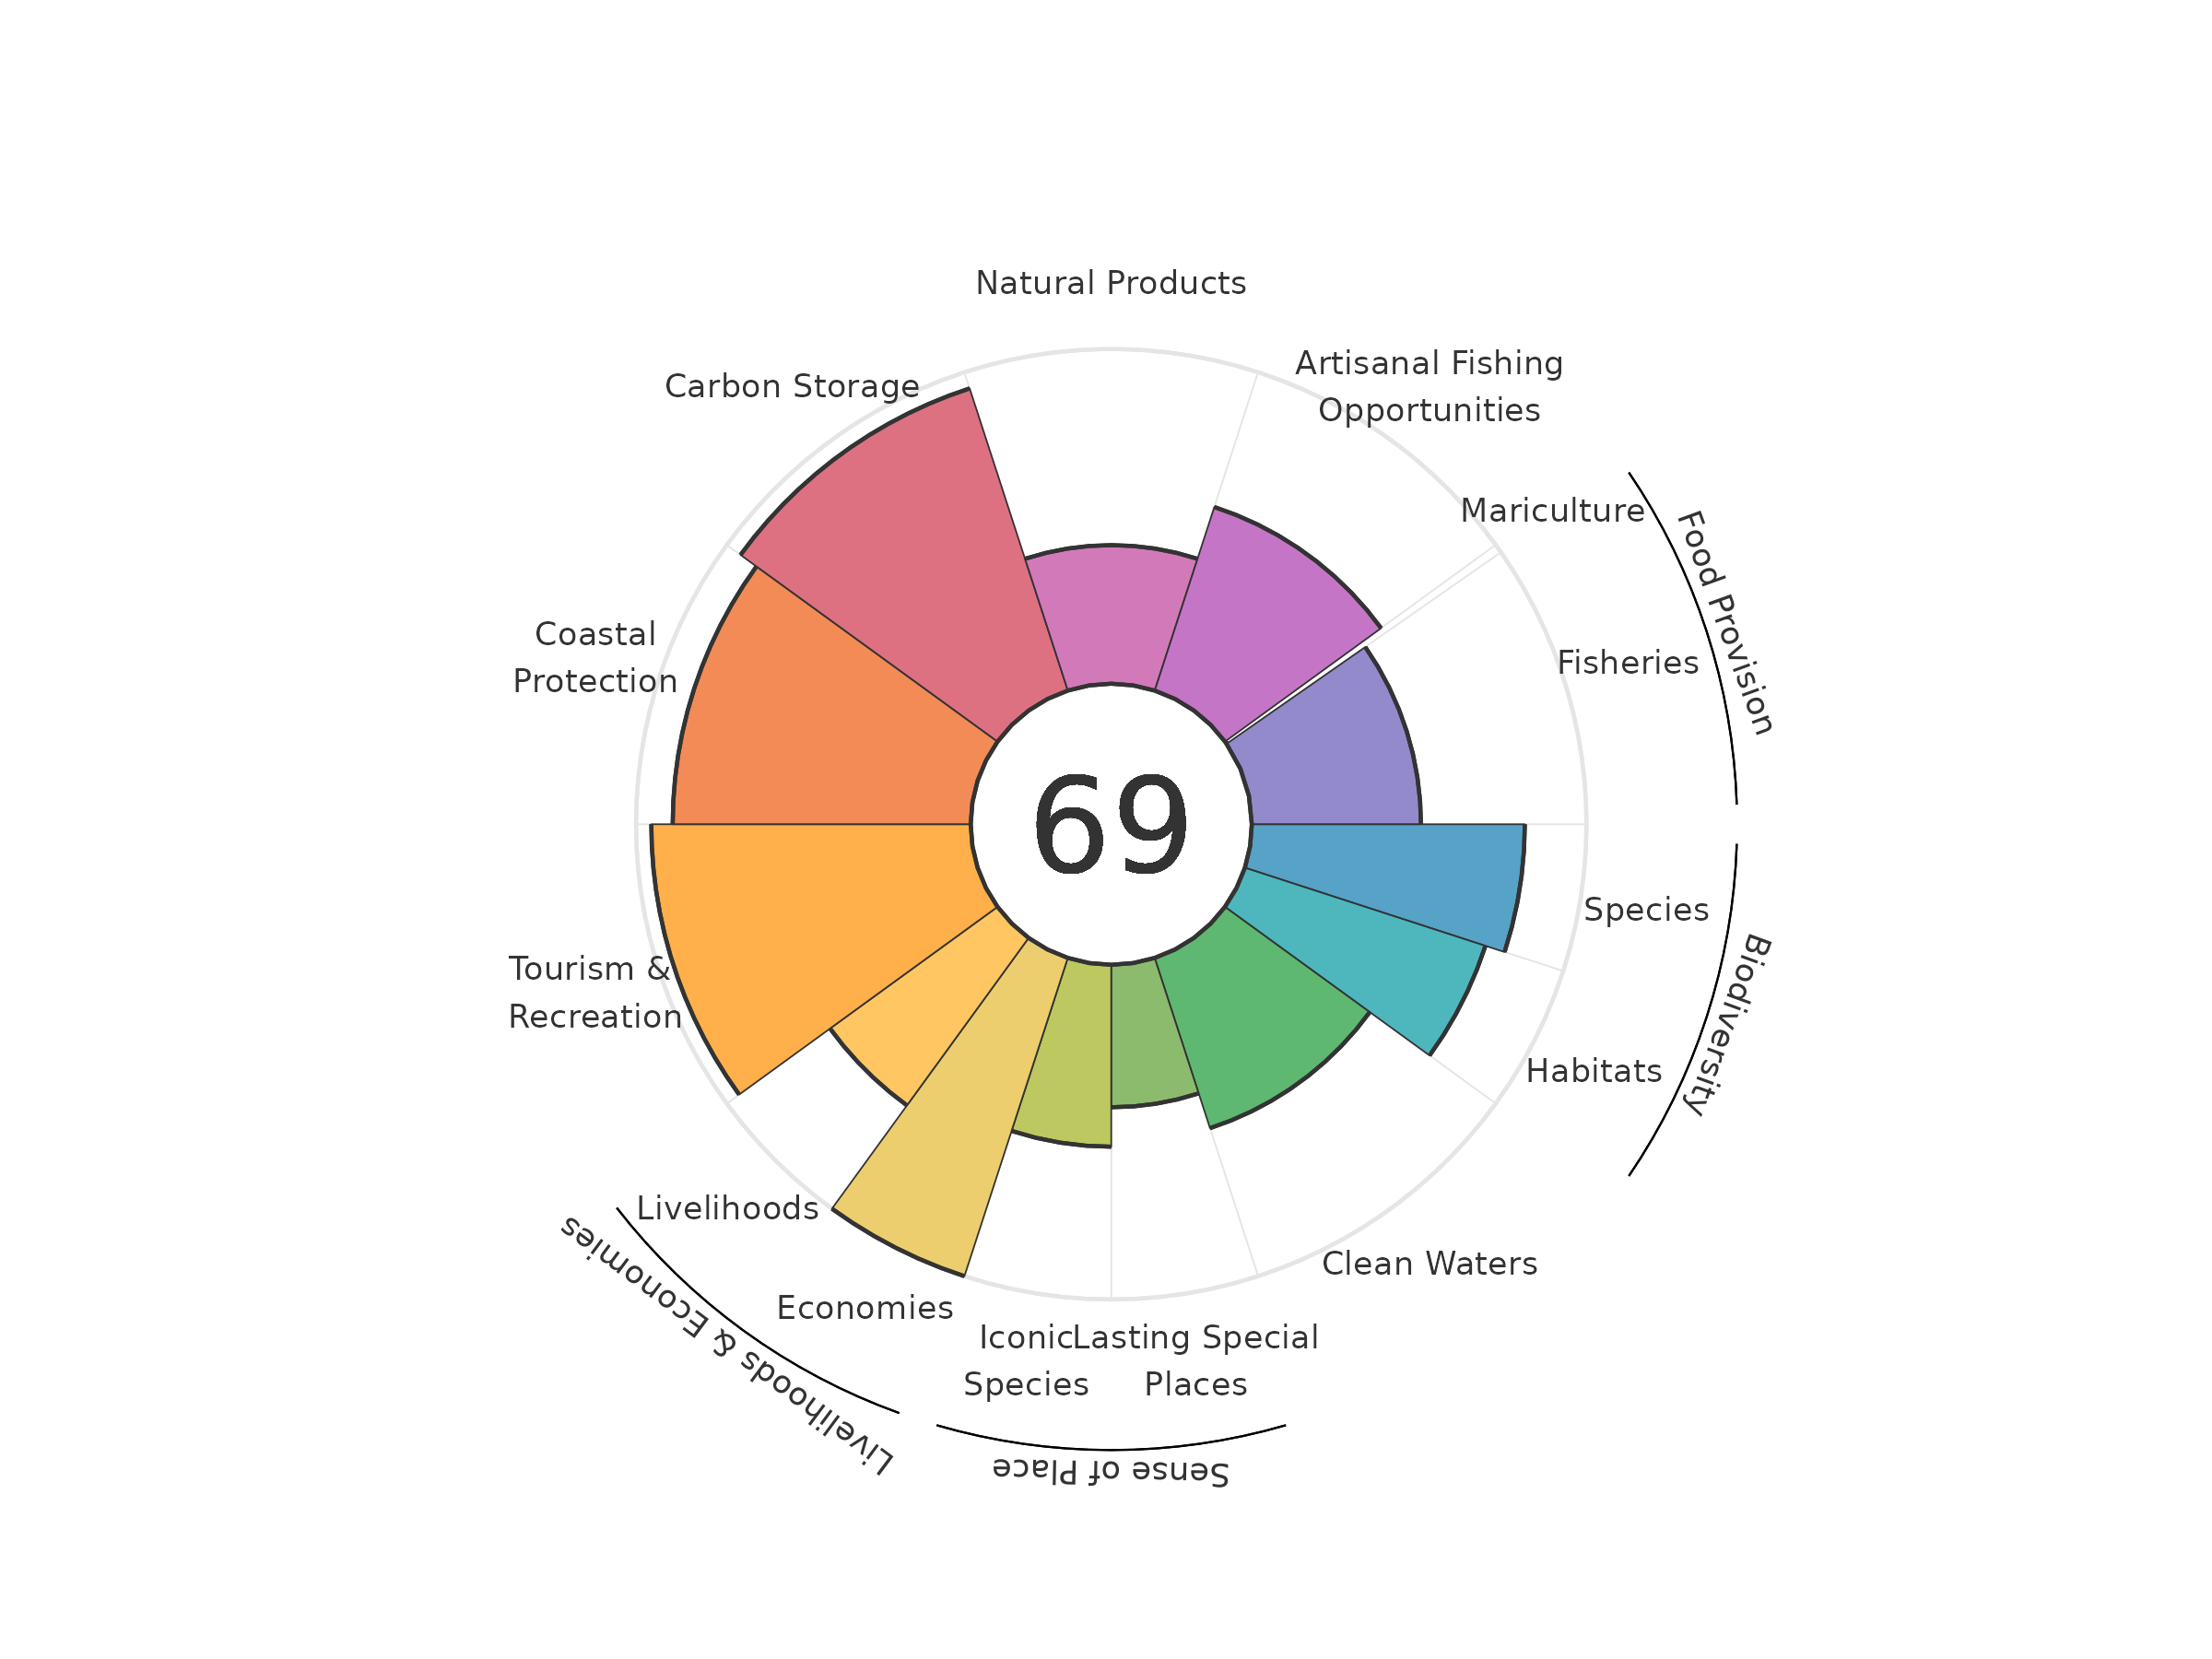 Natural Products
Artisanal Fishing
Opportunities
Carbon Storage
Mariculture
Food Provision
Coastal
Protection
Fisheries
69
Species
Biodiversity
Tourism &
Recreation
Habitats
Livelihoods
Livelihoods & Economies
Clean Waters
Economies
Iconic
Species
Lasting Special
Places
Sense of Place